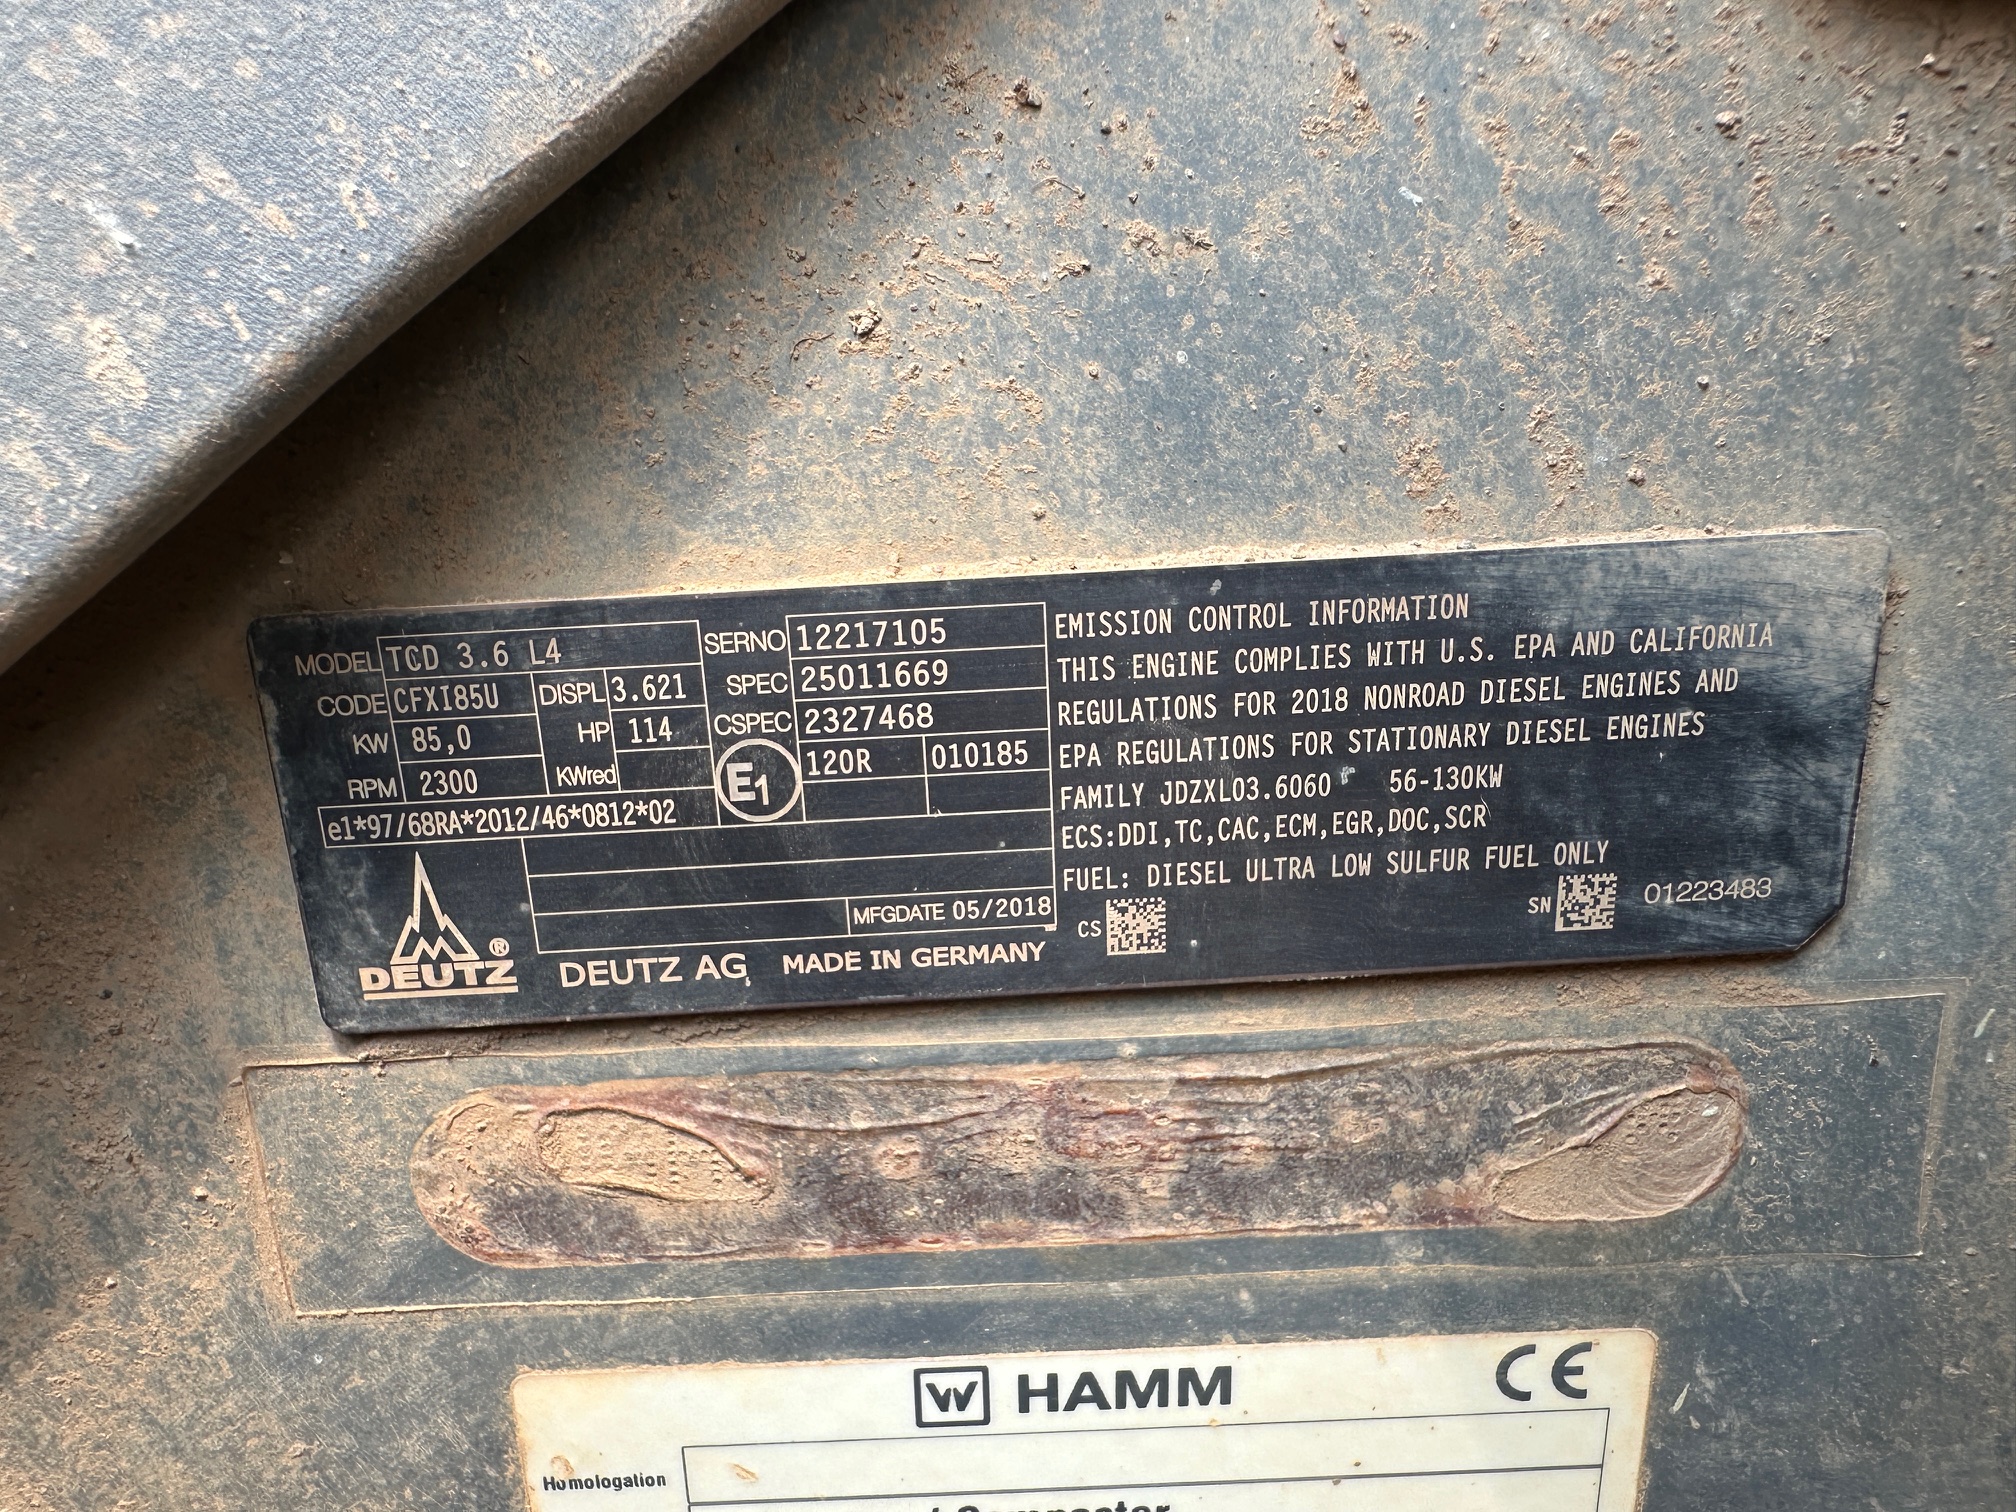 MODEL TCD 3.6 L4
CODE CFXI85U DISPL 3.621
KW 85,0 HP 114
RPM 2300 KWred
e1*97/68RA*2012/46*0812*02
SERNO 12217105
SPEC 25011669
CSPEC 2327468
E1 120R 010185
MFGDATE 05/2018
DEUTZ®
DEUTZ AG, MADE IN GERMANY
EMISSION CONTROL INFORMATION
THIS ENGINE COMPLIES WITH U.S. EPA AND CALIFORNIA
REGULATIONS FOR 2018 NONROAD DIESEL ENGINES AND
EPA REGULATIONS FOR STATIONARY DIESEL ENGINES
FAMILY JDZXL03.6060 56-130KW
ECS:DDI,TC,CAC,ECM,EGR,DOC,SCR
FUEL: DIESEL ULTRA LOW SULFUR FUEL ONLY
CS SN 01223483
W HAMM CE
Homologation